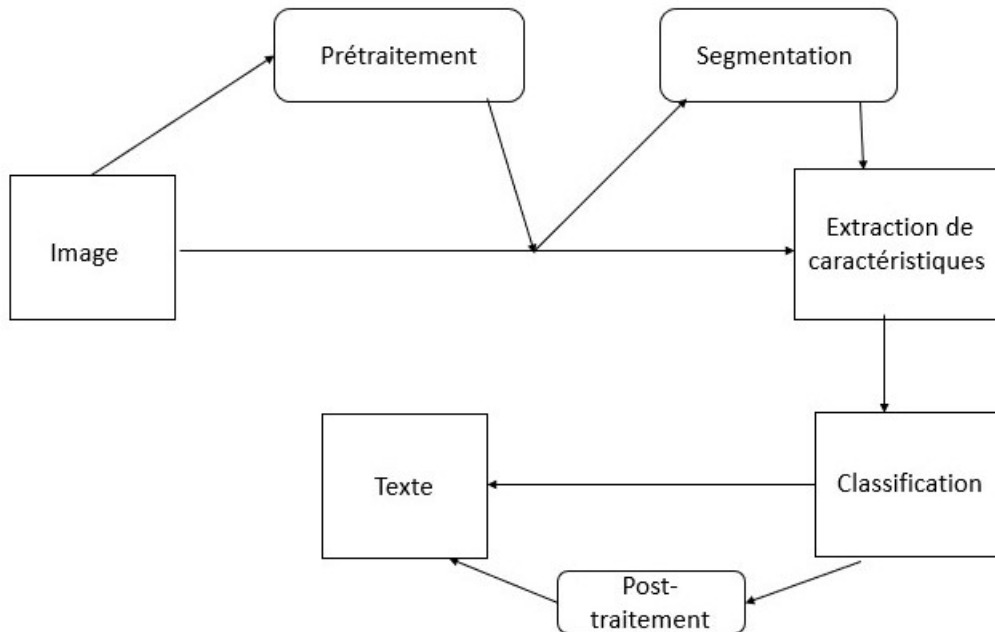 Prétraitement
Segmentation
Image
Extraction de
caractéristiques
Texte
Classification
Post-
traitement